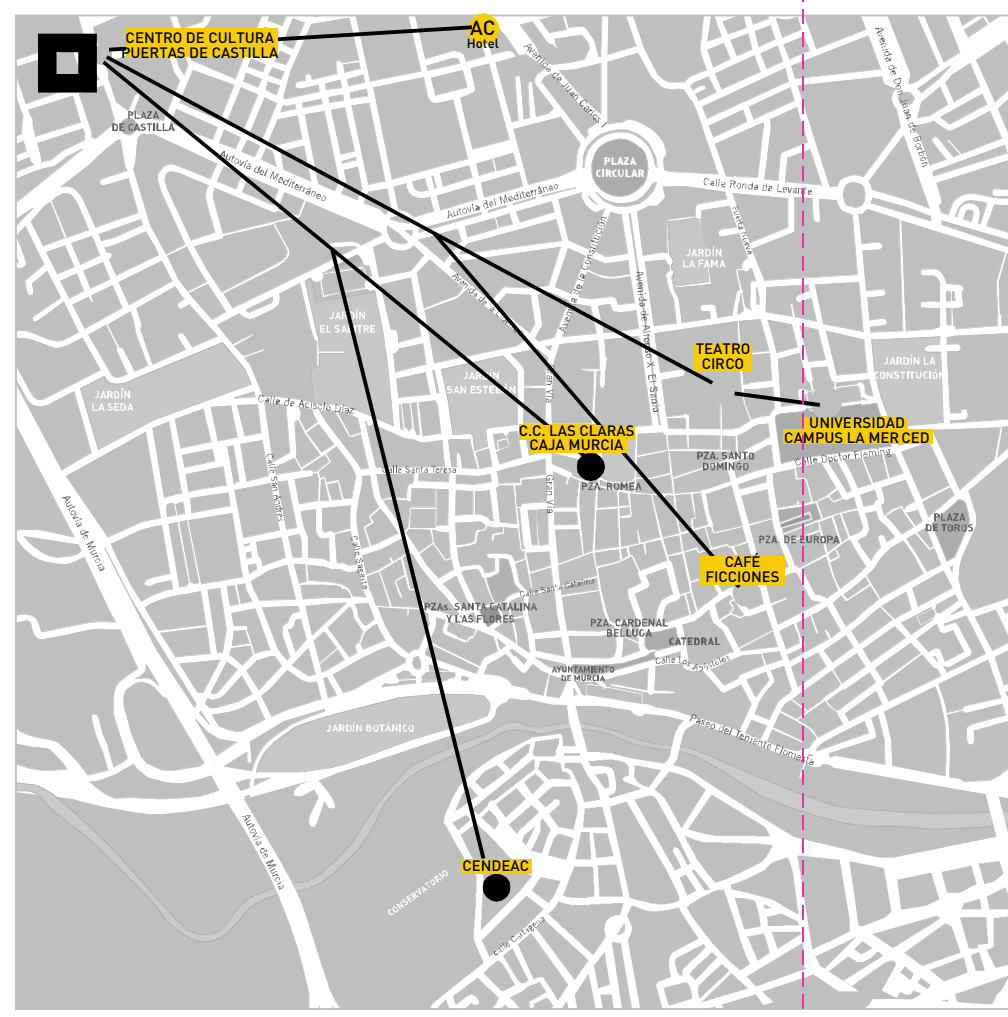 AC
Hotel
CENTRO DE CULTURA
PUERTAS DE CASTILLA
PLAZA
DE CASTILLA
Avenida de Juan Carlos I
Avenida de Don Juan de Borbón
PLAZA
CIRCULAR
Autovía del Mediterráneo
Autovía del Mediterráneo
Calle Ronda de Levante
Puerta Nueva
Avenida de la Constitución
JARDÍN
LA FAMA
Avenida de la
Avenida de Alfonso X El Sabio
JARDÍN
EL SALITRE
TEATRO
CIRCO
JARDÍN LA
CONSTITUCIÓN
JARDÍN
SAN ESTEBAN
Gran Vía
JARDÍN
LA SEDA
Calle de Acisclo Díaz
C.C. LAS CLARAS
CAJA MURCIA
UNIVERSIDAD
CAMPUS LA MERCED
PZA. SANTO
DOMINGO
Calle Doctor Fleming
Calle Santa Teresa
Calle San Andrés
Gran Vía
PZA. ROMEA
Autovía de Murcia
PLAZA
DE TOROS
PZA. DE EUROPA
Calle Sagasta
CAFÉ
FICCIONES
Calle Santa Catalina
PZAs. SANTA CATALINA
Y LAS FLORES
PZA. CARDENAL
BELLUGA
CATEDRAL
Calle Los Apóstoles
AYUNTAMIENTO
DE MURCIA
JARDÍN BOTÁNICO
Paseo del Teniente Flomesta
Autovía de Murcia
CENDEAC
CONSERVATORIO
Calle Cartagena